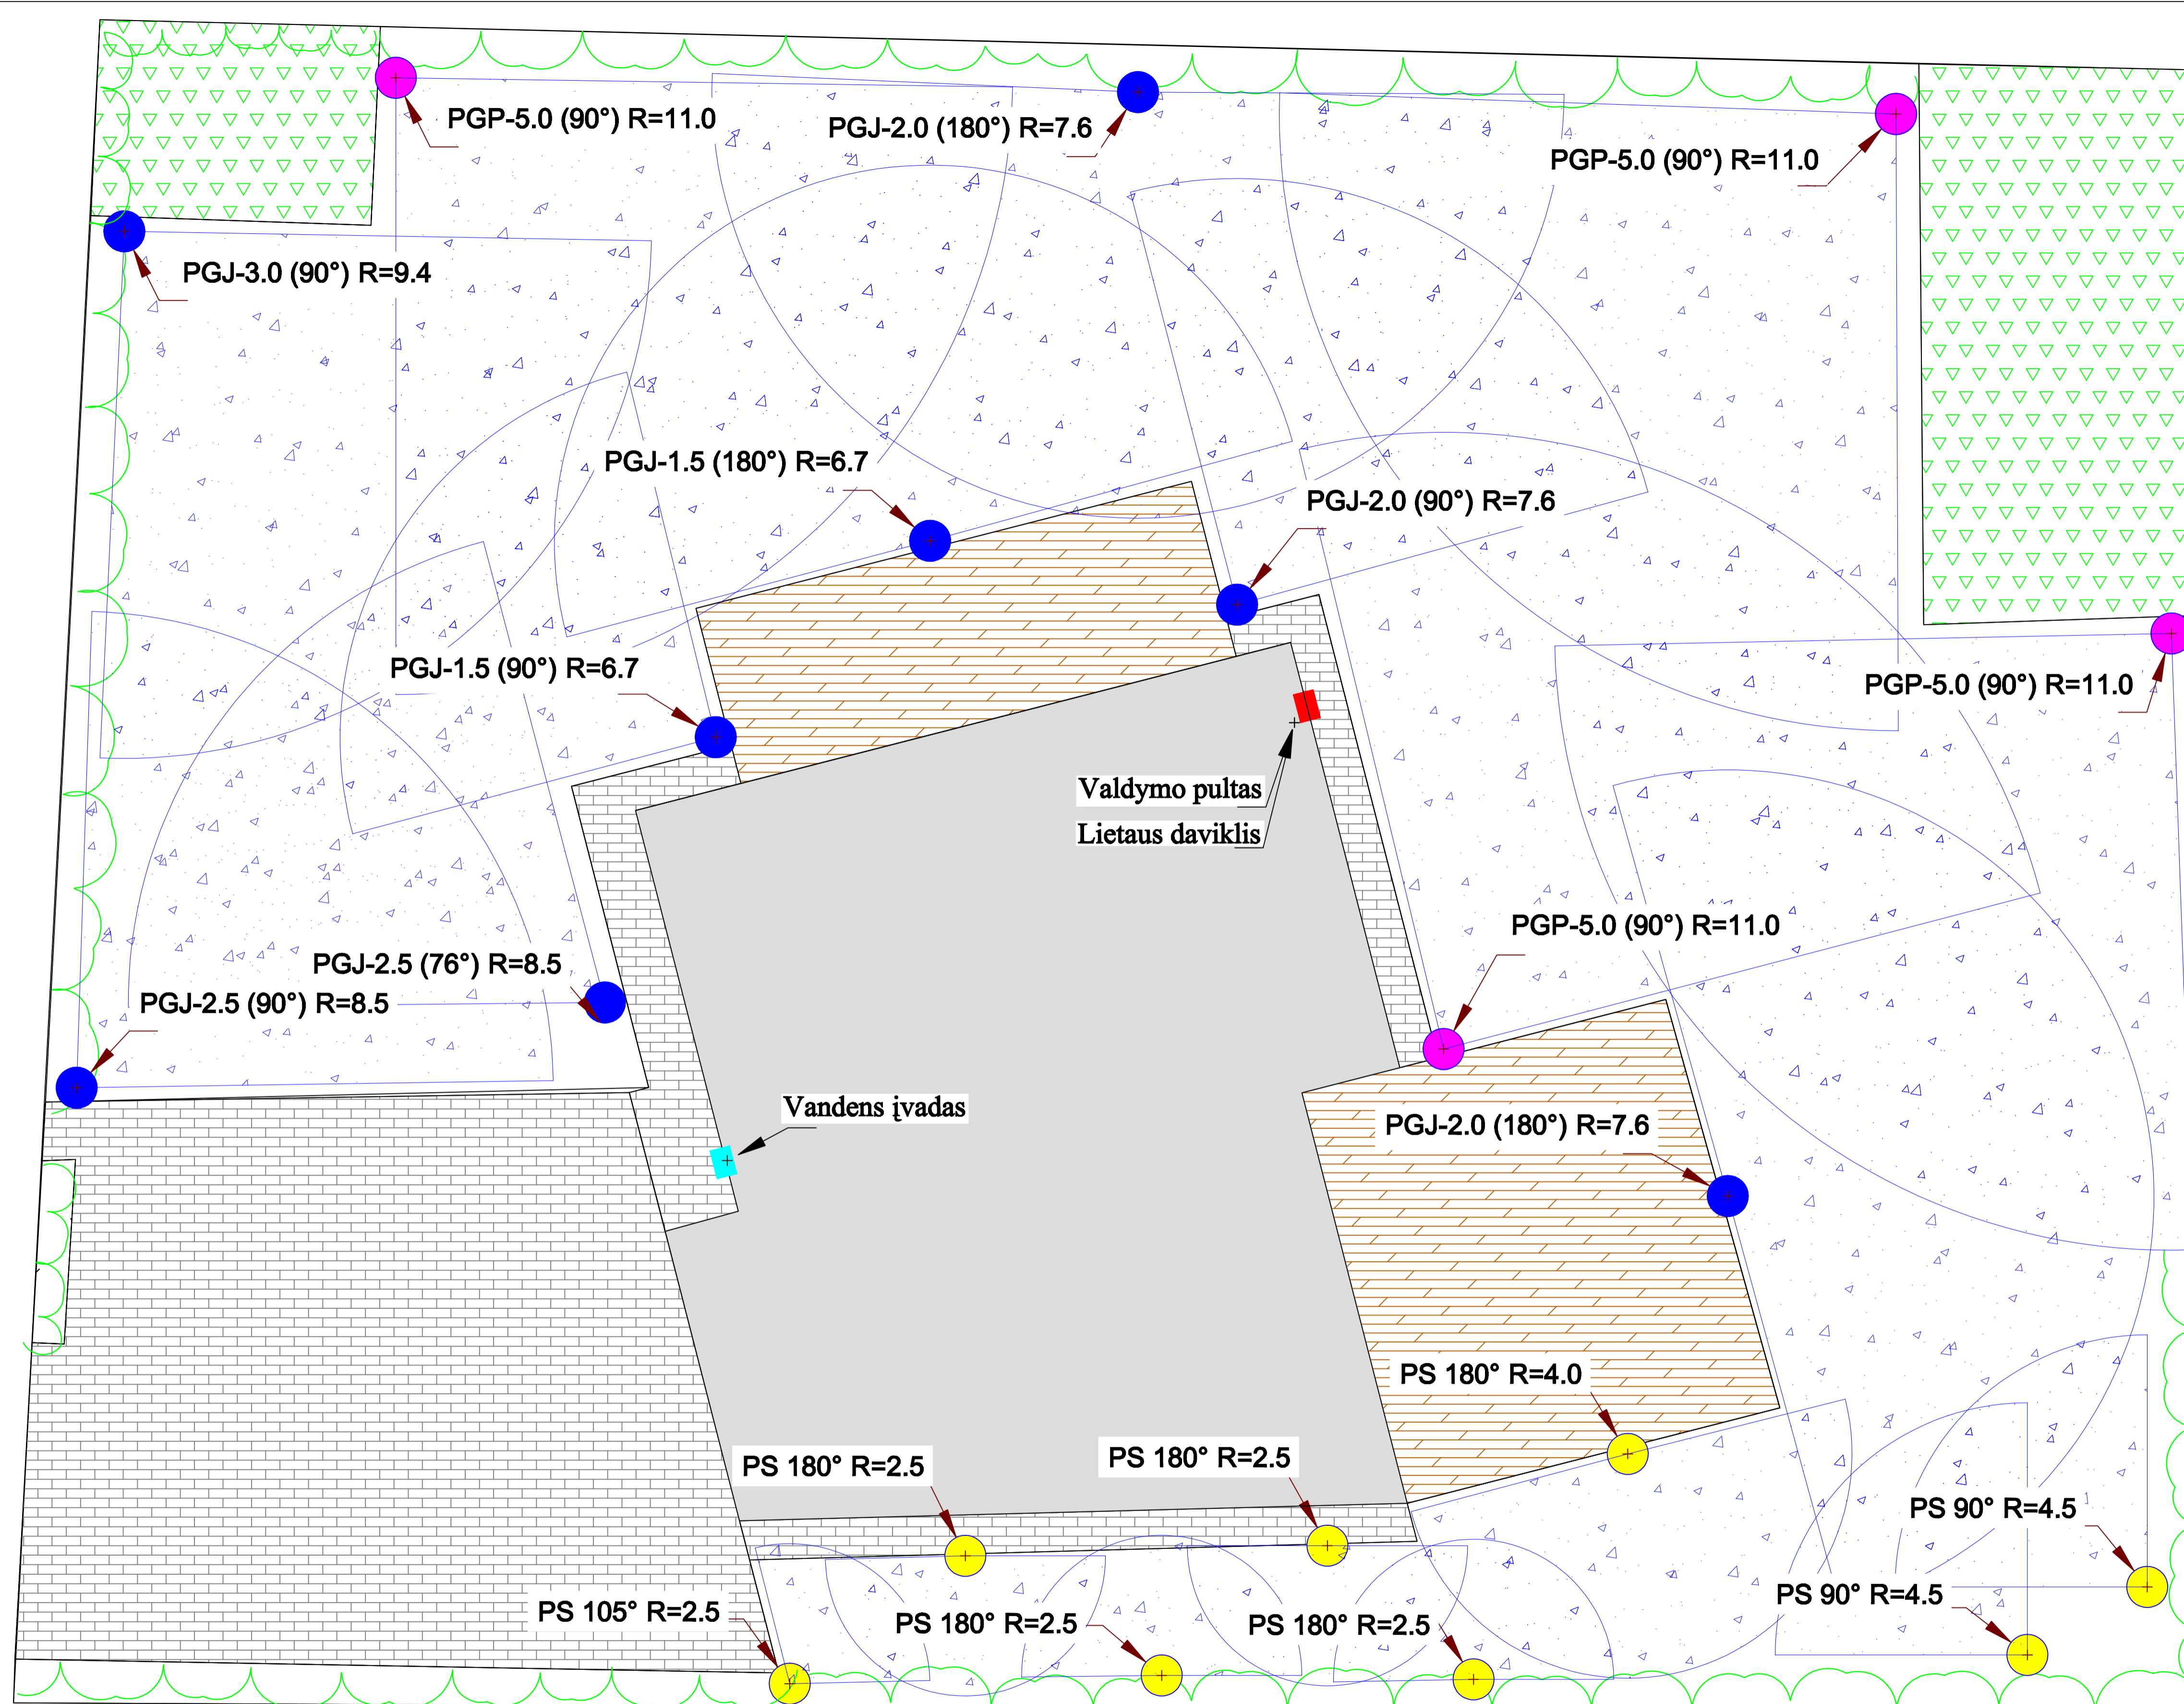 PGP-5.0 (90°) R=11.0
PGJ-2.0 (180°) R=7.6
PGP-5.0 (90°) R=11.0
PGJ-3.0 (90°) R=9.4
PGJ-1.5 (180°) R=6.7
PGJ-2.0 (90°) R=7.6
PGJ-1.5 (90°) R=6.7
PGP-5.0 (90°) R=11.0
Valdymo pultas
Lietaus daviklis
PGP-5.0 (90°) R=11.0
PGJ-2.5 (76°) R=8.5
PGJ-2.5 (90°) R=8.5
Vandens įvadas
PGJ-2.0 (180°) R=7.6
PS 180° R=4.0
PS 180° R=2.5
PS 180° R=2.5
PS 90° R=4.5
PS 90° R=4.5
PS 105° R=2.5
PS 180° R=2.5
PS 180° R=2.5